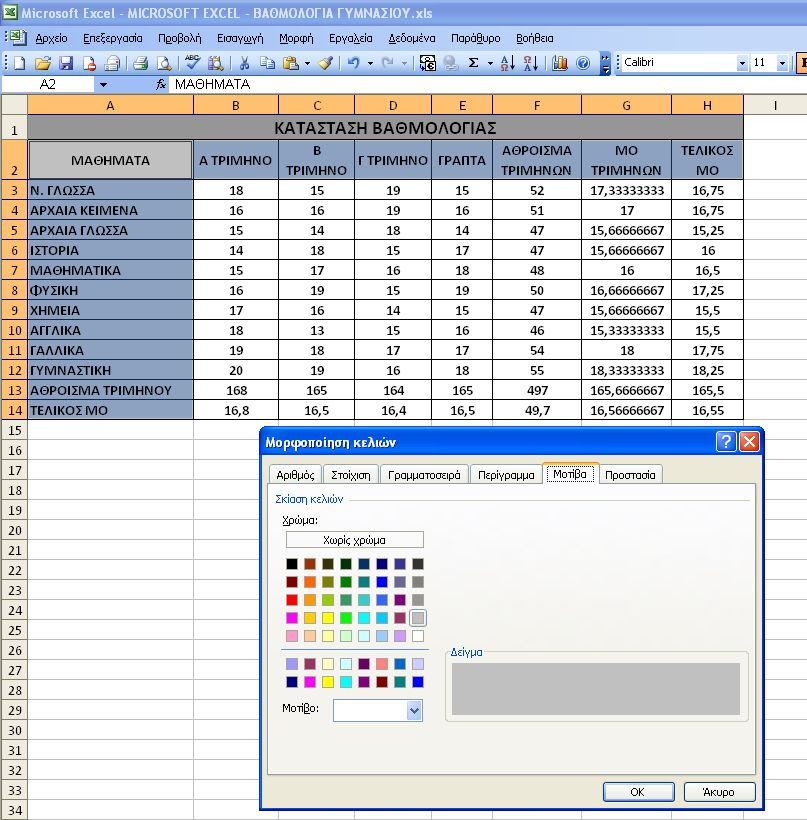 Microsoft Excel - MICROSOFT EXCEL - ΒΑΘΜΟΛΟΓΙΑ ΓΥΜΝΑΣΙΟΥ.xls
Αρχείο Επεξεργασία Προβολή Εισαγωγή Μορφή Εργαλεία Δεδομένα Παράθυρο Βοήθεια
Calibri 11 B
A2 fx ΜΑΘΗΜΑΤΑ
A B C D E F G H I
1 ΚΑΤΑΣΤΑΣΗ ΒΑΘΜΟΛΟΓΙΑΣ
2 ΜΑΘΗΜΑΤΑ Α ΤΡΙΜΗΝΟ Β ΤΡΙΜΗΝΟ Γ ΤΡΙΜΗΝΟ ΓΡΑΠΤΑ ΑΘΡΟΙΣΜΑ ΤΡΙΜΗΝΩΝ ΜΟ ΤΡΙΜΗΝΩΝ ΤΕΛΙΚΟΣ ΜΟ
3 Ν. ΓΛΩΣΣΑ 18 15 19 15 52 17,33333333 16,75
4 ΑΡΧΑΙΑ ΚΕΙΜΕΝΑ 16 16 19 16 51 17 16,75
5 ΑΡΧΑΙΑ ΓΛΩΣΣΑ 15 14 18 14 47 15,66666667 15,25
6 ΙΣΤΟΡΙΑ 14 18 15 17 47 15,66666667 16
7 ΜΑΘΗΜΑΤΙΚΑ 15 17 16 18 48 16 16,5
8 ΦΥΣΙΚΗ 16 19 15 19 50 16,66666667 17,25
9 ΧΗΜΕΙΑ 17 16 14 15 47 15,66666667 15,5
10 ΑΓΓΛΙΚΑ 18 13 15 16 46 15,33333333 15,5
11 ΓΑΛΛΙΚΑ 19 18 17 17 54 18 17,75
12 ΓΥΜΝΑΣΤΙΚΗ 20 19 16 18 55 18,33333333 18,25
13 ΑΘΡΟΙΣΜΑ ΤΡΙΜΗΝΟΥ 168 165 164 165 497 165,6666667 165,5
14 ΤΕΛΙΚΟΣ ΜΟ 16,8 16,5 16,4 16,5 49,7 16,56666667 16,55
15
16
17
18
19
20
21
22
23
24
25
26
27
28
29
30
31
32
33
34
Μορφοποίηση κελιών
Αριθμός Στοίχιση Γραμματοσειρά Περίγραμμα Μοτίβα Προστασία
Σκίαση κελιών
Χρώμα:
Χωρίς χρώμα
Δείγμα
Μοτίβο:
OK Άκυρο